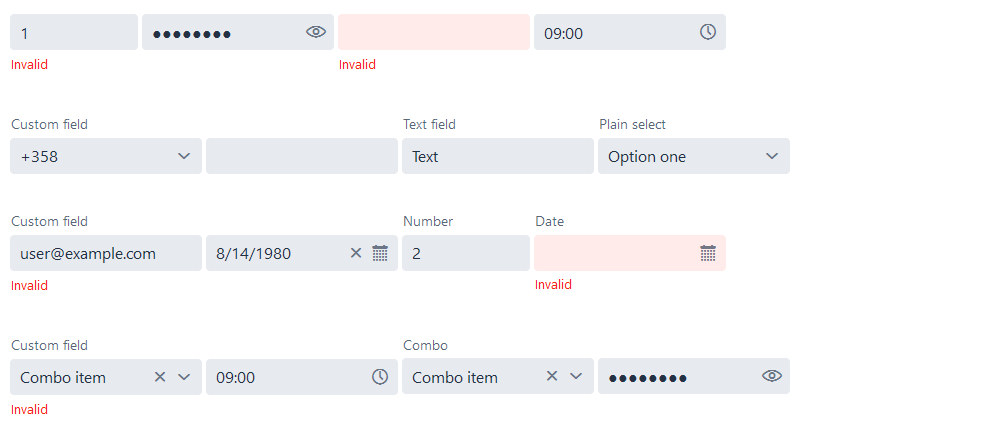 1 ●●●●●●●● 09:00
Invalid Invalid
Custom field Text field Plain select
+358 Text Option one
Custom field Number Date
user@example.com 8/14/1980 2
Invalid Invalid
Custom field Combo
Combo item 09:00 Combo item ●●●●●●●●
Invalid